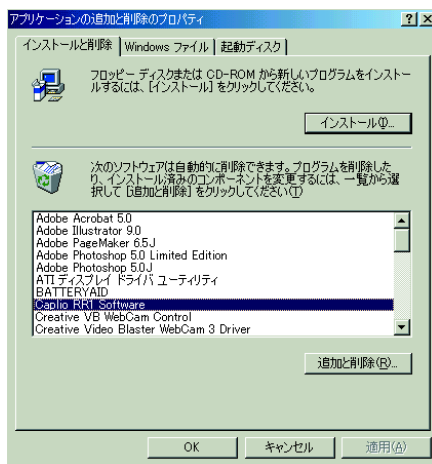 アプリケーションの追加と削除のプロパティ
インストールと削除
Windows ファイル
起動ディスク
フロッピー ディスクまたは CD-ROM から新しいプログラムをインストー
ルするには、[インストール] をクリックしてください。
インストール(I)...
次のソフトウェアは自動的に削除できます。プログラムを削除した
り、インストール済みのコンポーネントを変更するには、一覧から選
択して [追加と削除] をクリックしてください(T)
Adobe Acrobat 5.0
Adobe Illustrator 9.0
Adobe PageMaker 6.5J
Adobe Photoshop 5.0 Limited Edition
Adobe Photoshop 5.0J
ATI ディスプレイ ドライバ ユーティリティ
BATTERYAID
Caplio RR1 Software
Creative VB WebCam Control
Creative Video Blaster WebCam 3 Driver
追加と削除(R)...
OK
キャンセル
適用(A)